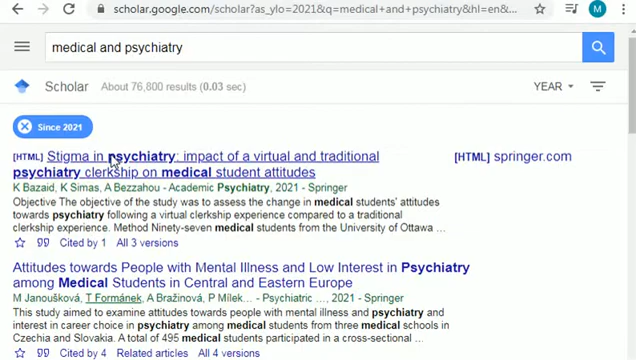 scholar.google.com/scholar?as_ylo=2021&q=medical+and+psychiatry&hl=en&...
M
medical and psychiatry
Scholar About 76,800 results (0.03 sec) YEAR
Since 2021
[HTML] Stigma in psychiatry: impact of a virtual and traditional [HTML] springer.com
psychiatry clerkship on medical student attitudes
K Bazaid, K Simas, A Bezzahou - Academic Psychiatry, 2021 - Springer
Objective The objective of the study was to assess the change in medical students' attitudes
towards psychiatry following a virtual clerkship experience compared to a traditional
clerkship experience. Method Ninety-seven medical students from the University of Ottawa ...
Cited by 1 All 3 versions
Attitudes towards People with Mental Illness and Low Interest in Psychiatry
among Medical Students in Central and Eastern Europe
M Janoušková, T Formánek, A Bražinová, P Mílek... - Psychiatric ..., 2021 - Springer
This study aimed to examine attitudes towards people with mental illness and psychiatry and
interest in career choice in psychiatry among medical students from three medical schools in
Czechia and Slovakia. A total of 495 medical students participated in a cross-sectional ...
Cited by 4 Related articles All 4 versions